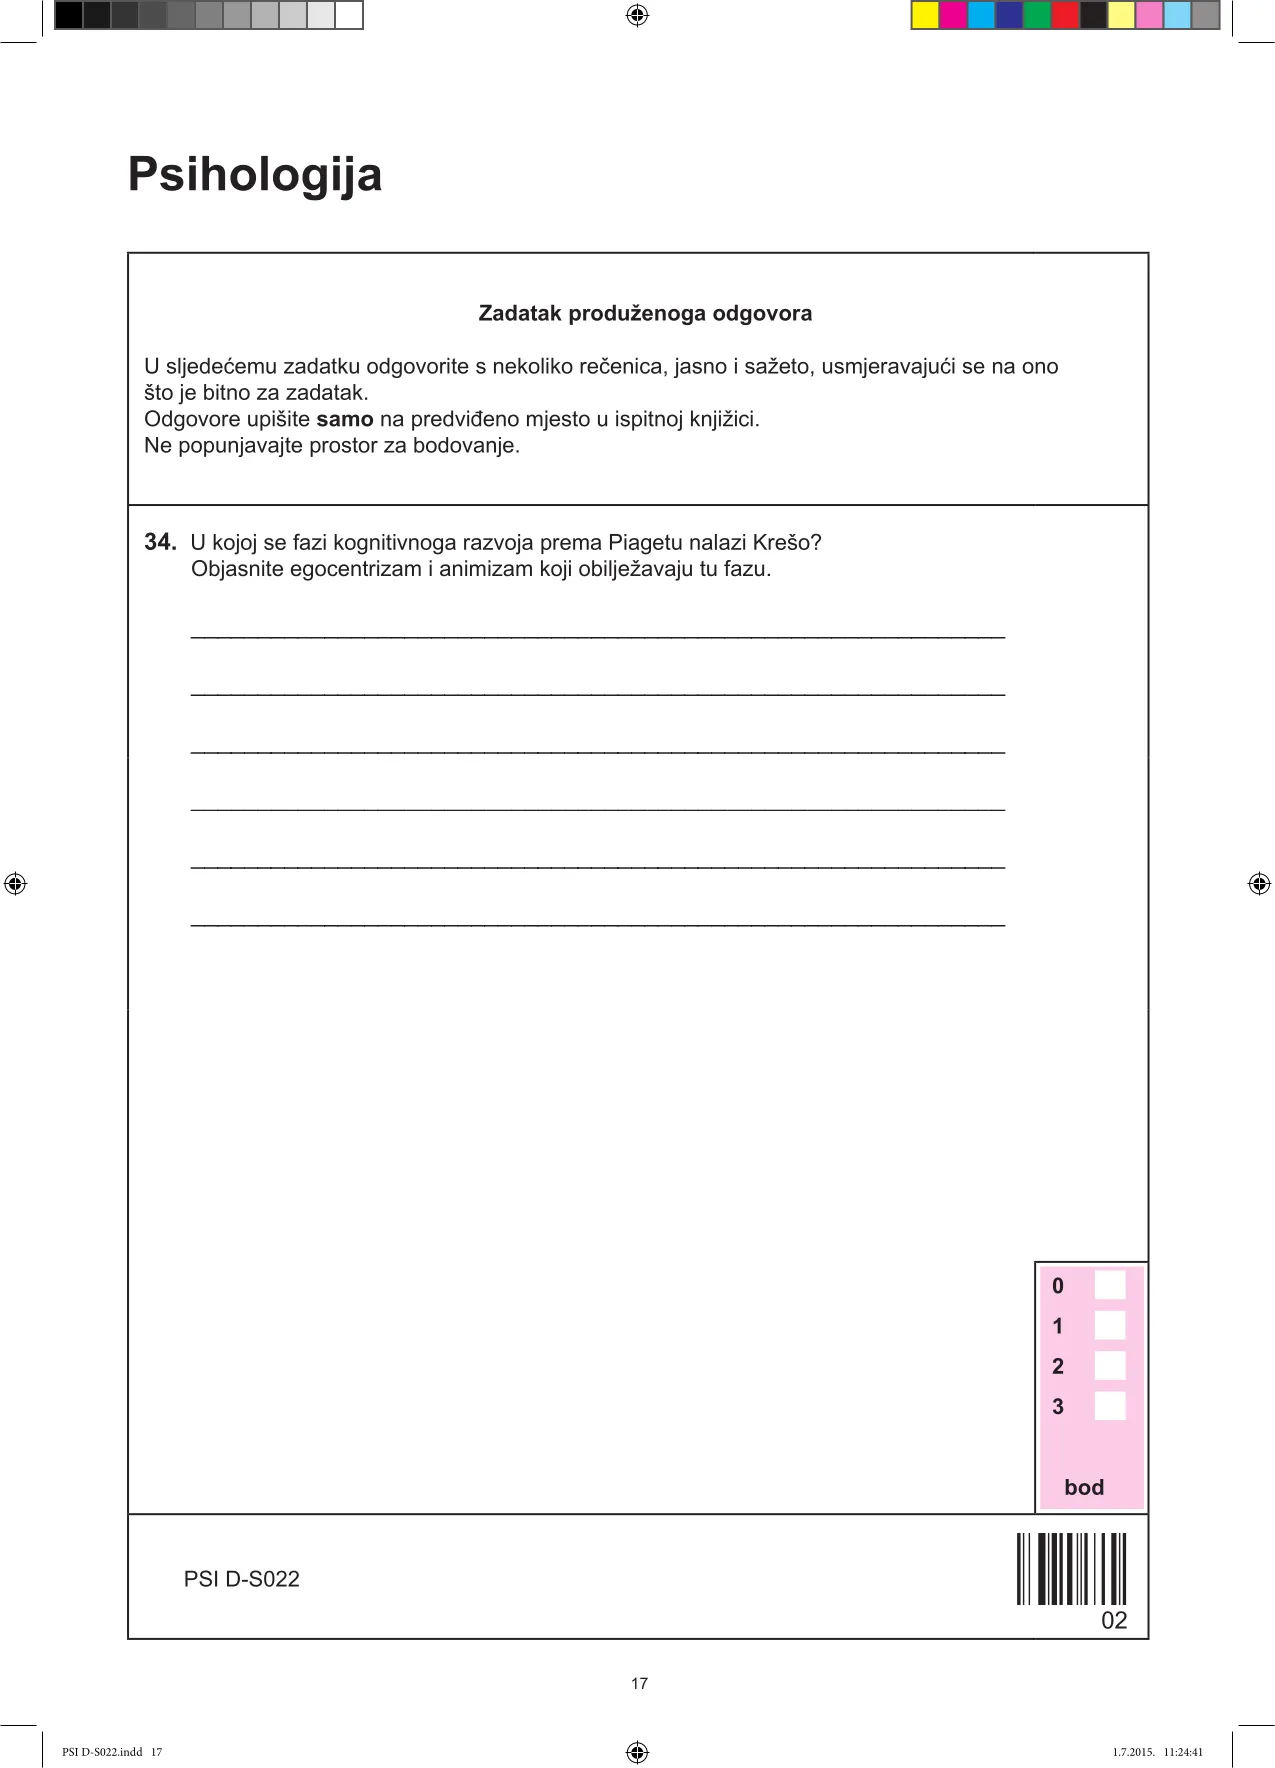 Psihologija
Zadatak produženoga odgovora
U sljedećemu zadatku odgovorite s nekoliko rečenica, jasno i sažeto, usmjeravajući se na ono
što je bitno za zadatak.
Odgovore upišite samo na predviđeno mjesto u ispitnoj knjižici.
Ne popunjavajte prostor za bodovanje.
34. U kojoj se fazi kognitivnoga razvoja prema Piagetu nalazi Krešo?
Objasnite egocentrizam i animizam koji obilježavaju tu fazu.
0
1
2
3
bod
PSI D-S022
02
17
PSI D-S022.indd 17
1.7.2015. 11:24:41